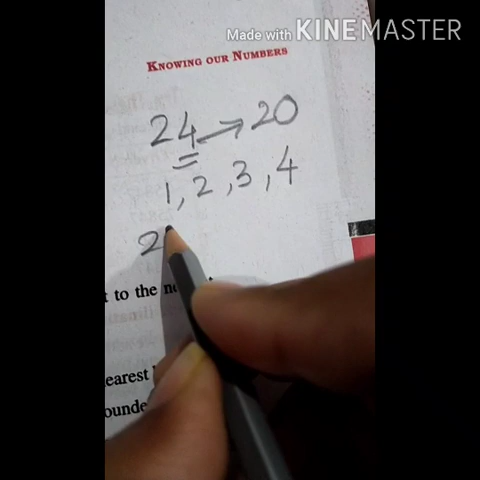 Made with KINEMASTER
KNOWING OUR NUMBERS
24 → 20
1, 2, 3, 4
2
to the
earest
ounde